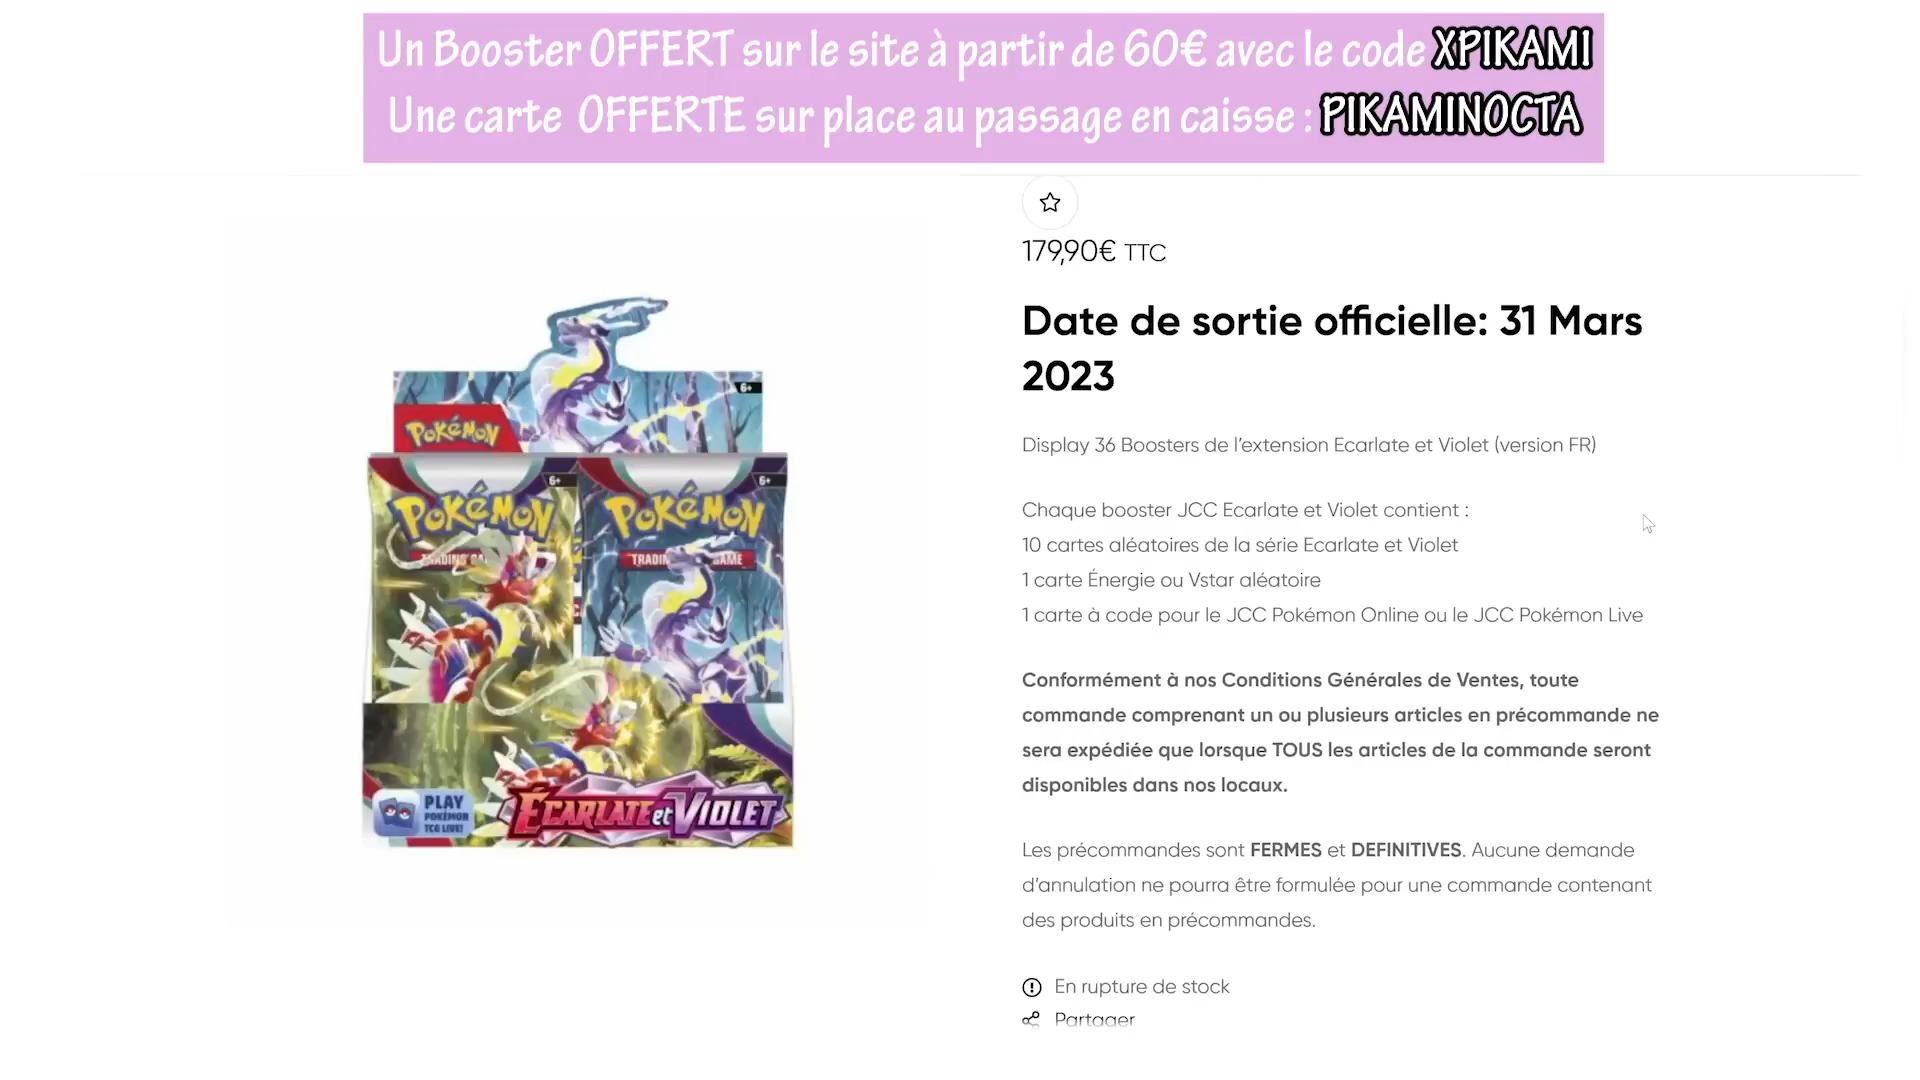 Un Booster OFFERT sur le site à partir de 60€ avec le code XPIKAMI
Une carte OFFERTE sur place au passage en caisse : PIKAMINOCTA
179,90€ TTC
Date de sortie officielle: 31 Mars
2023
Display 36 Boosters de l'extension Ecarlate et Violet (version FR)
Chaque booster JCC Ecarlate et Violet contient :
10 cartes aléatoires de la série Ecarlate et Violet
1 carte Énergie ou Vstar aléatoire
1 carte à code pour le JCC Pokémon Online ou le JCC Pokémon Live
Conformément à nos Conditions Générales de Ventes, toute
commande comprenant un ou plusieurs articles en précommande ne
sera expédiée que lorsque TOUS les articles de la commande seront
disponibles dans nos locaux.
Les précommandes sont FERMES et DEFINITIVES. Aucune demande
d'annulation ne pourra être formulée pour une commande contenant
des produits en précommandes.
En rupture de stock
Partager
6+
POKÉMON
6+
POKÉMON
6+
POKÉMON
PLAY
POKÉMON
TCG LIVE!
ÉCARLATE et VIOLET